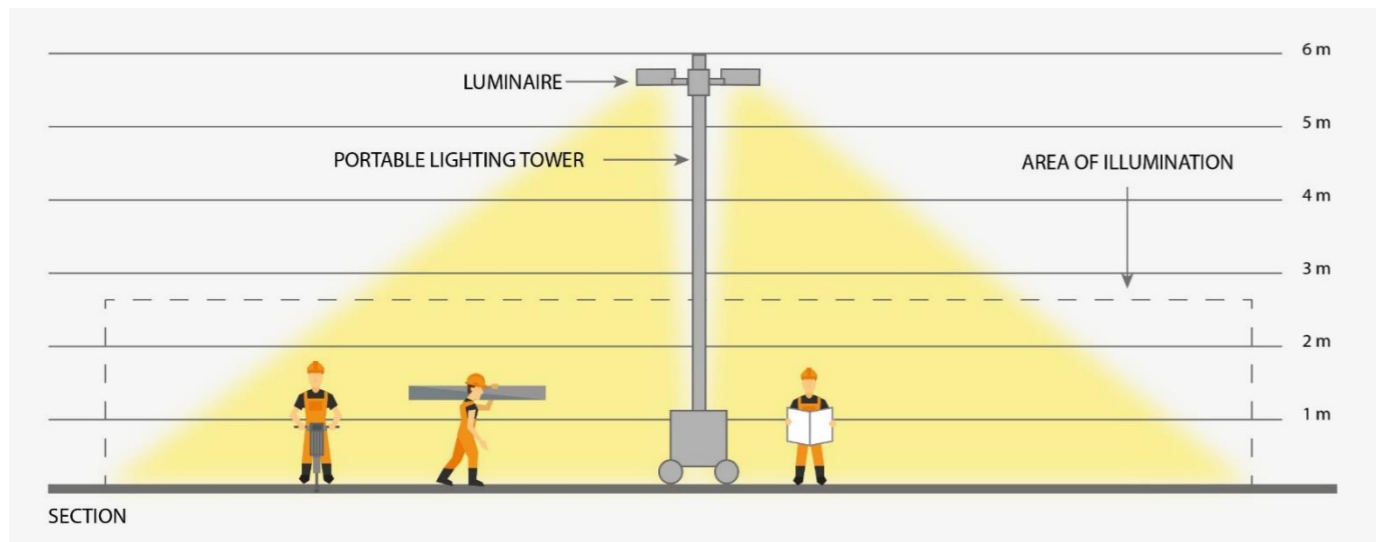 6 m
LUMINAIRE
5 m
PORTABLE LIGHTING TOWER
AREA OF ILLUMINATION
4 m
3 m
2 m
1 m
SECTION